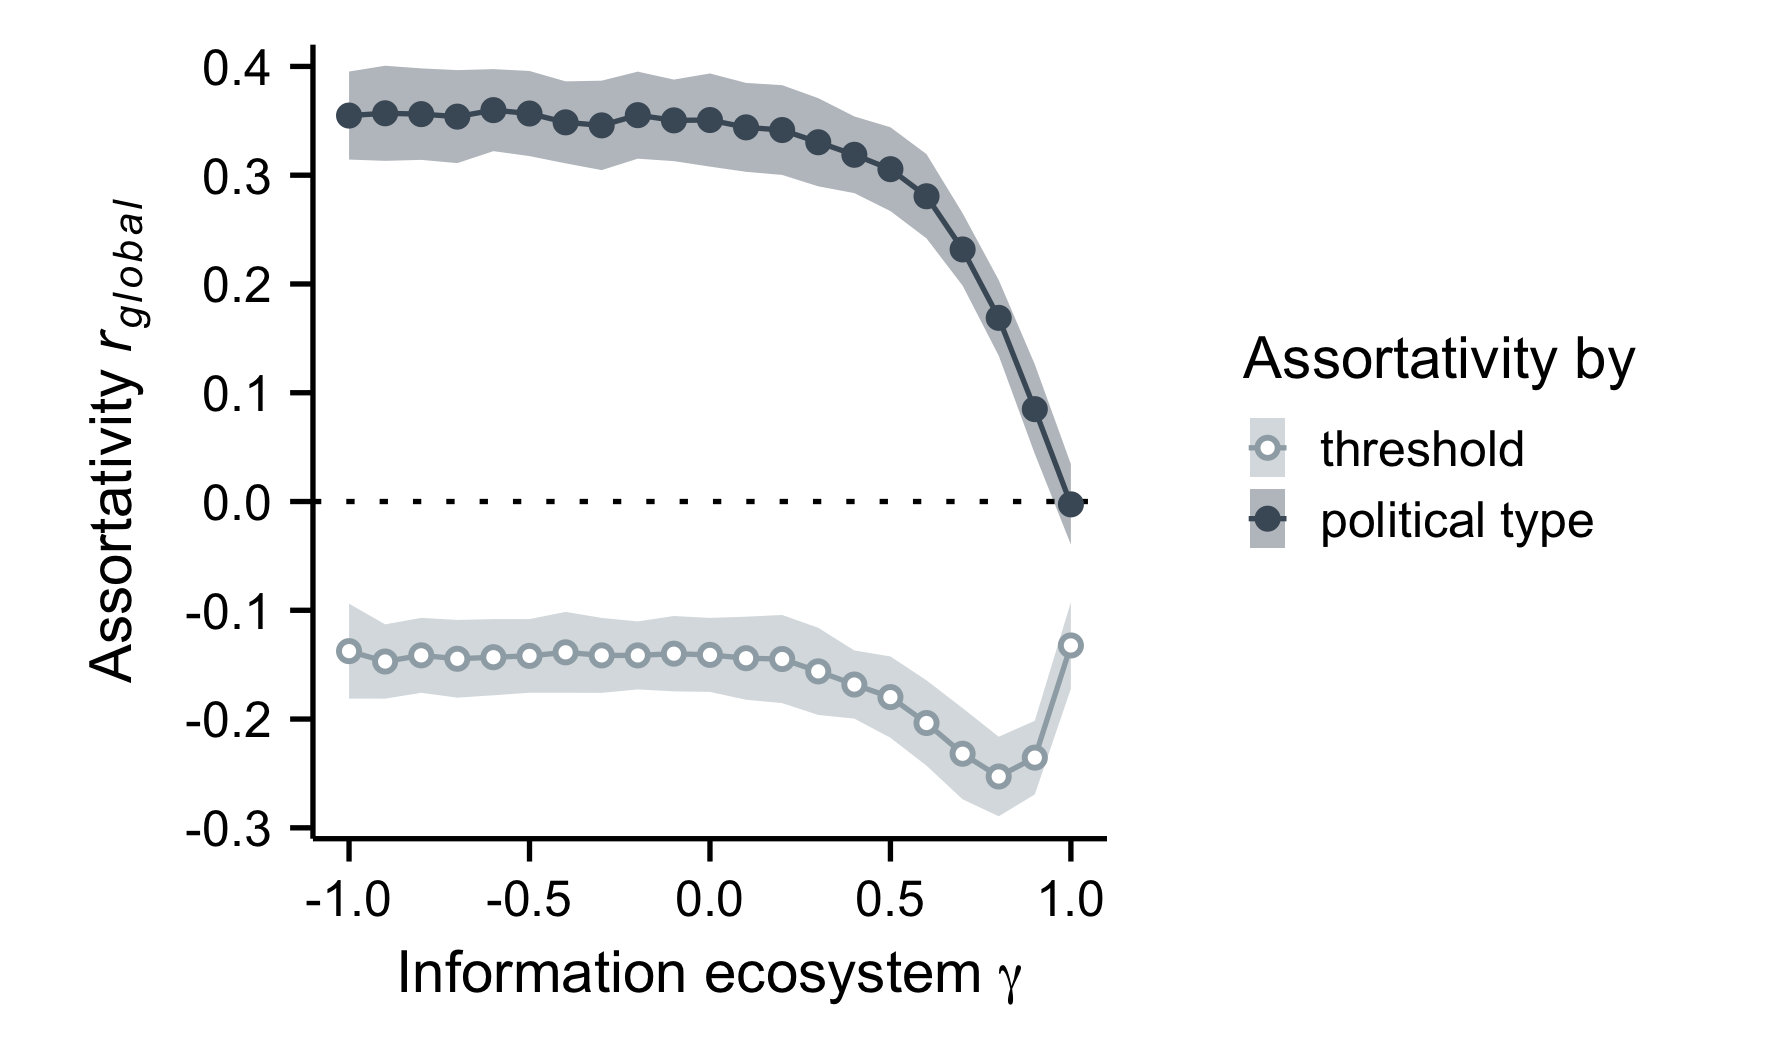 0.4
0.3
0.2
0.1
0.0
-0.1
-0.2
-0.3
Assortativity r_global
-1.0 -0.5 0.0 0.5 1.0
Information ecosystem γ
Assortativity by
threshold
political type